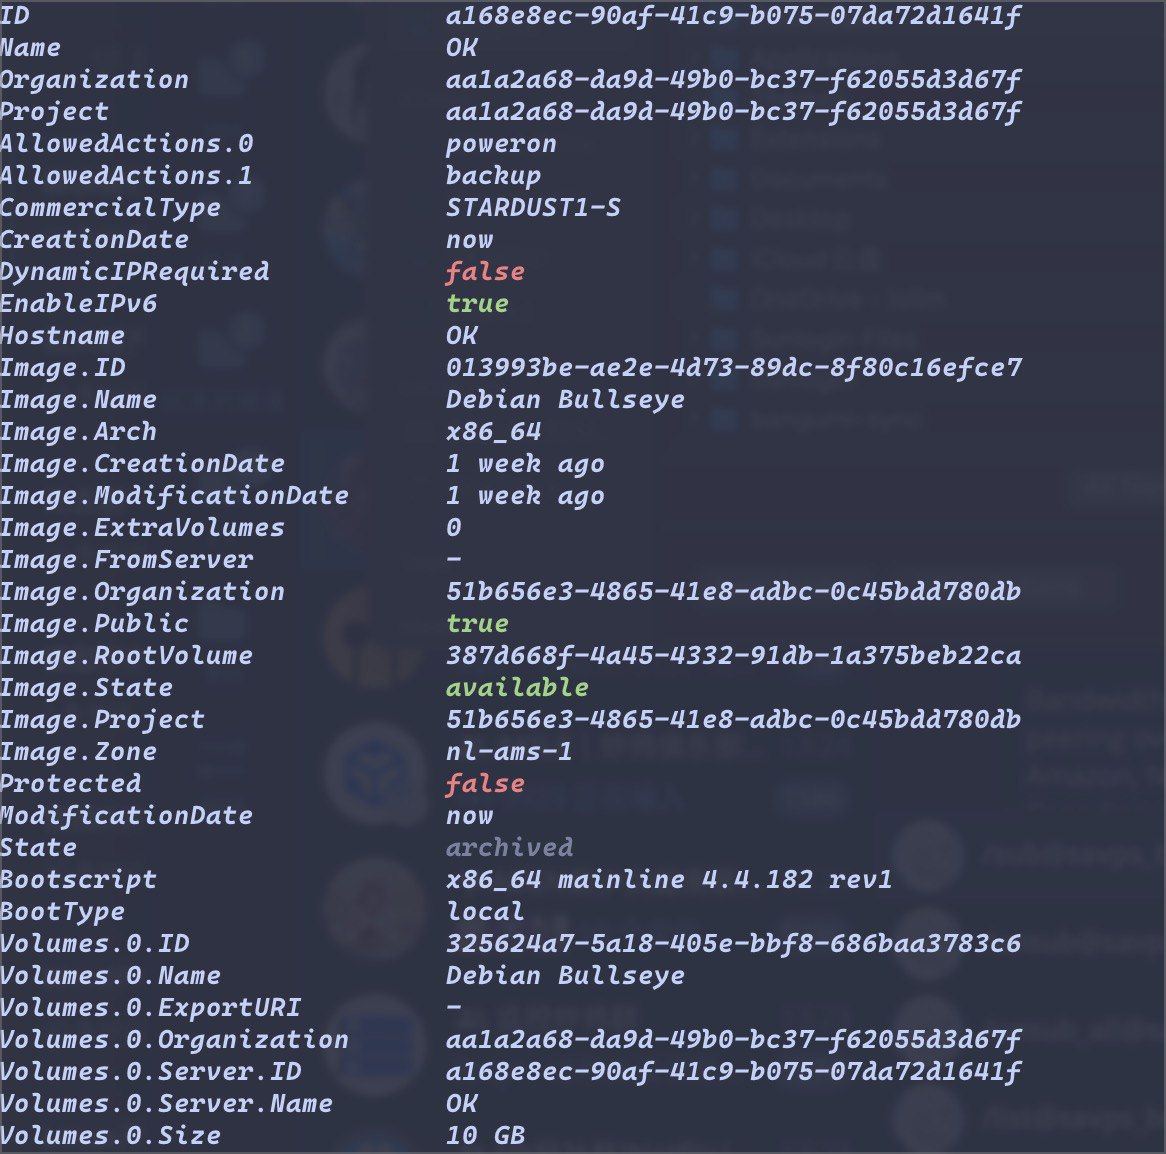 ID a168e8ec-90af-41c9-b075-07da72d1641f
Name OK
Organization aa1a2a68-da9d-49b0-bc37-f62055d3d67f
Project aa1a2a68-da9d-49b0-bc37-f62055d3d67f
AllowedActions.0 poweron
AllowedActions.1 backup
CommercialType STARDUST1-S
CreationDate now
DynamicIPRequired false
EnableIPv6 true
Hostname OK
Image.ID 013993be-ae2e-4d73-89dc-8f80c16efce7
Image.Name Debian Bullseye
Image.Arch x86_64
Image.CreationDate 1 week ago
Image.ModificationDate 1 week ago
Image.ExtraVolumes 0
Image.FromServer -
Image.Organization 51b656e3-4865-41e8-adbc-0c45bdd780db
Image.Public true
Image.RootVolume 387d668f-4a45-4332-91db-1a375beb22ca
Image.State available
Image.Project 51b656e3-4865-41e8-adbc-0c45bdd780db
Image.Zone nl-ams-1
Protected false
ModificationDate now
State archived
Bootscript x86_64 mainline 4.4.182 rev1
BootType local
Volumes.0.ID 325624a7-5a18-405e-bbf8-686baa3783c6
Volumes.0.Name Debian Bullseye
Volumes.0.ExportURI -
Volumes.0.Organization aa1a2a68-da9d-49b0-bc37-f62055d3d67f
Volumes.0.Server.ID a168e8ec-90af-41c9-b075-07da72d1641f
Volumes.0.Server.Name OK
Volumes.0.Size 10 GB